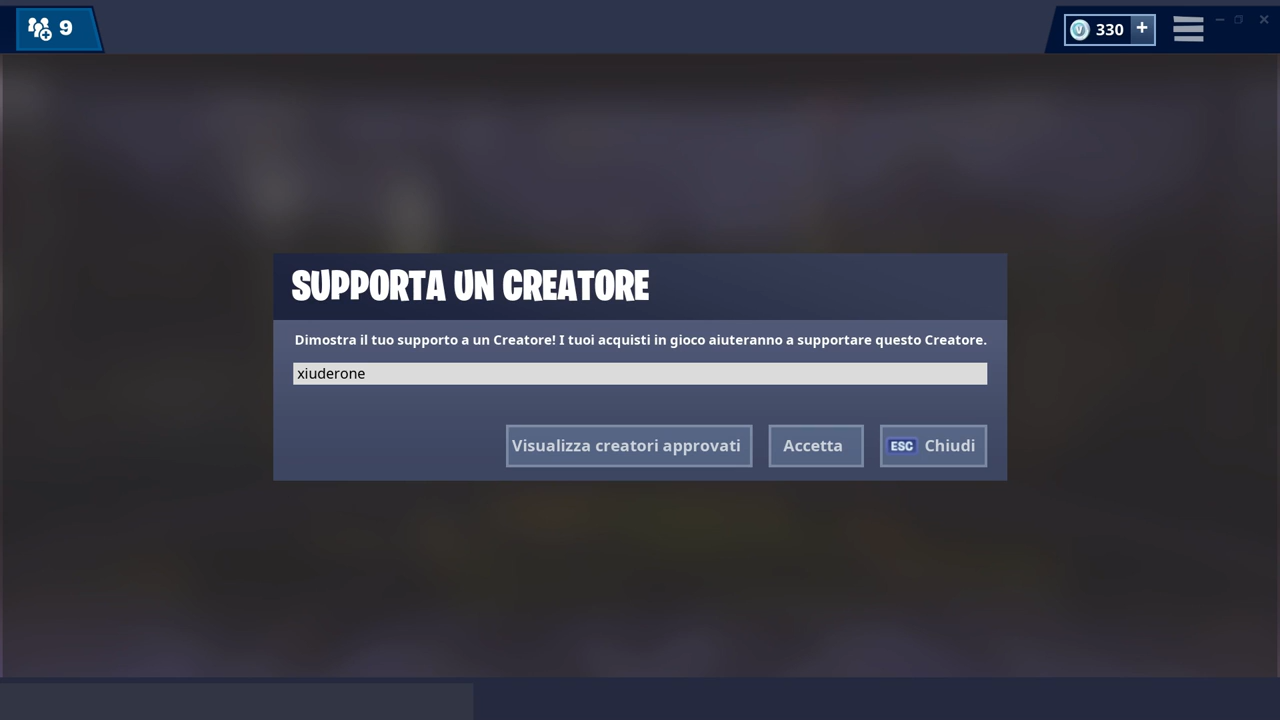 9
330 +
SUPPORTA UN CREATORE
Dimostra il tuo supporto a un Creatore! I tuoi acquisti in gioco aiuteranno a supportare questo Creatore.
xiuderone
Visualizza creatori approvati
Accetta
ESC Chiudi